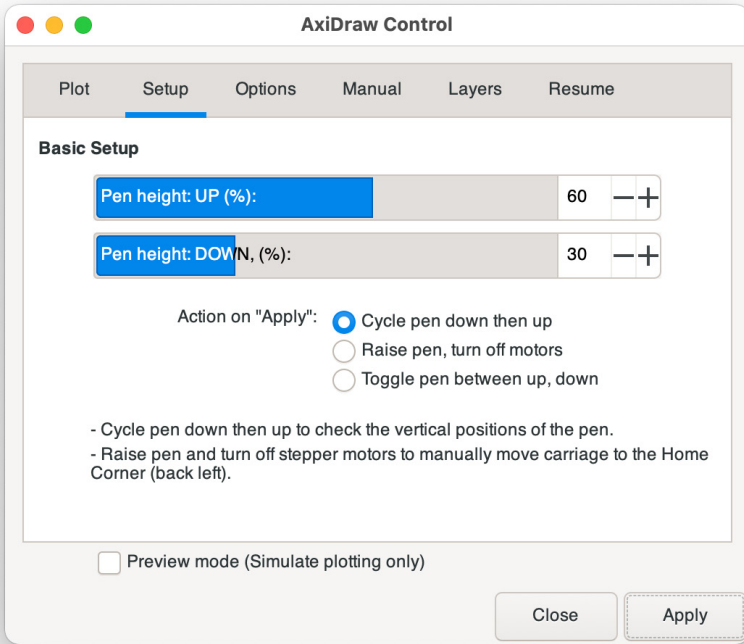 AxiDraw Control
Plot Setup Options Manual Layers Resume
Basic Setup
Pen height: UP (%): 60
Pen height: DOWN, (%): 30
Action on "Apply": Cycle pen down then up
Raise pen, turn off motors
Toggle pen between up, down
- Cycle pen down then up to check the vertical positions of the pen.
- Raise pen and turn off stepper motors to manually move carriage to the Home
Corner (back left).
Preview mode (Simulate plotting only)
Close Apply